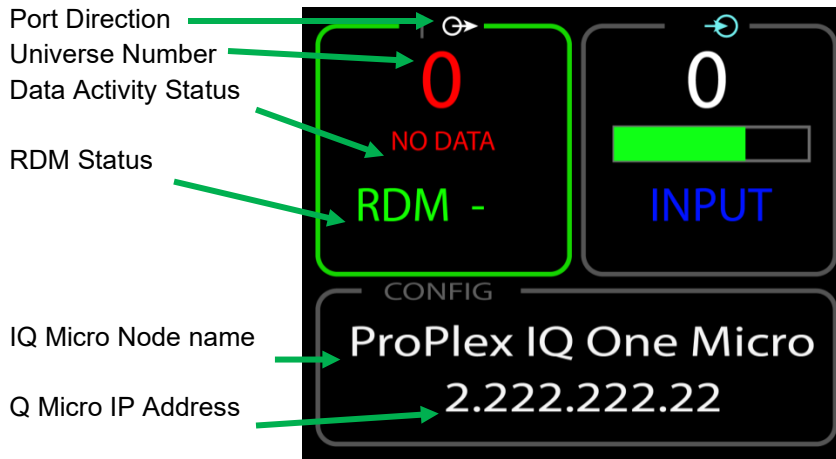 Port Direction
Universe Number
Data Activity Status
RDM Status
IQ Micro Node name
Q Micro IP Address
0
NO DATA
RDM -
0
INPUT
CONFIG
ProPlex IQ One Micro
2.222.222.22